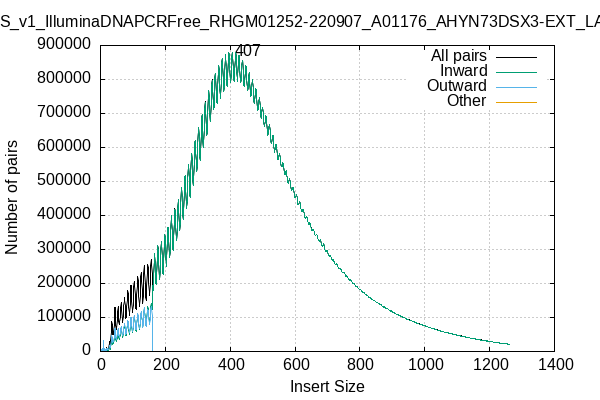 S_v1_IlluminaDNAPCRFree_RHGM01252-220907_A01176_AHYN73DSX3-EXT_LA
900000
407
All pairs
800000
Inward
Outward
700000
Other
600000
500000
400000
300000
200000
100000
0
Number of pairs
0 200 400 600 800 1000 1200 1400
Insert Size